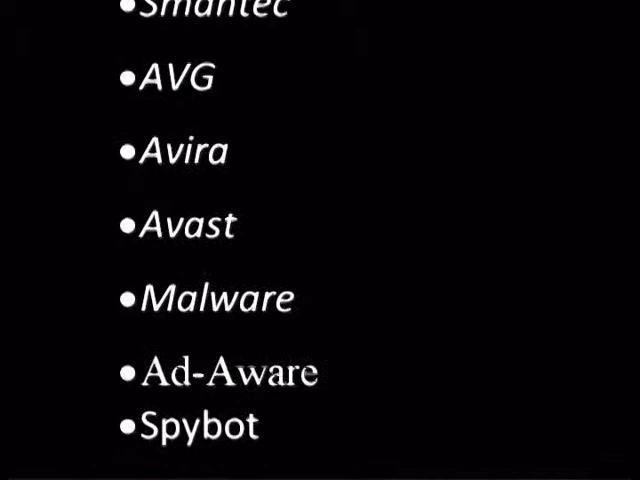 •Smantec
•AVG
•Avira
•Avast
•Malware
•Ad-Aware
•Spybot